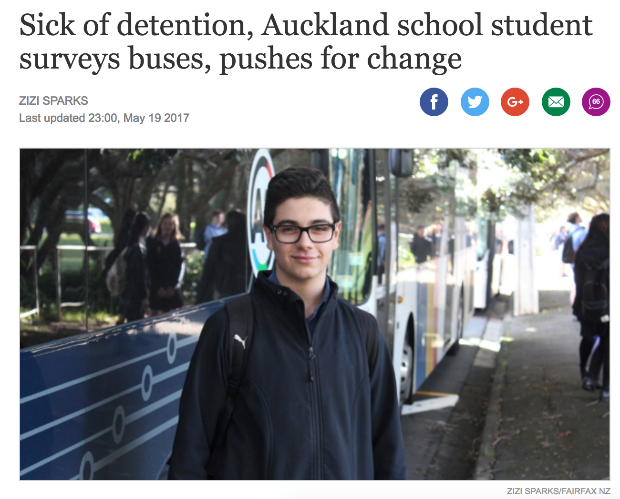 Sick of detention, Auckland school student
surveys buses, pushes for change
ZIZI SPARKS
Last updated 23:00, May 19 2017
f
G+
66
ZIZI SPARKS/FAIRFAX NZ